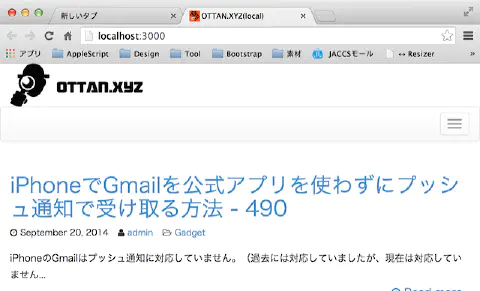 新しいタブ
OTTAN.XYZ(local)
localhost:3000
アプリ AppleScript Design Tool Bootstrap 素材 JACCSモール ↔ Resizer
OTTAN.XYZ
iPhoneでGmailを公式アプリを使わずにプッシ
ュ通知で受け取る方法 - 490
September 20, 2014 admin Gadget
iPhoneのGmailはプッシュ通知に対応していません。（過去には対応していましたが、現在は対応してい
ません...
Read more